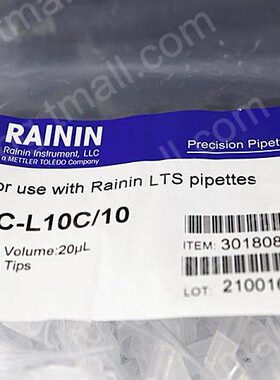 RAININ
Rainin Instrument, LLC
a METTLER TOLEDO Company
Precision Pipet
or use with Rainin LTS pipettes
C-L10C/10
Volume:20µL
Tips
ITEM: 301808
LOT: 210016